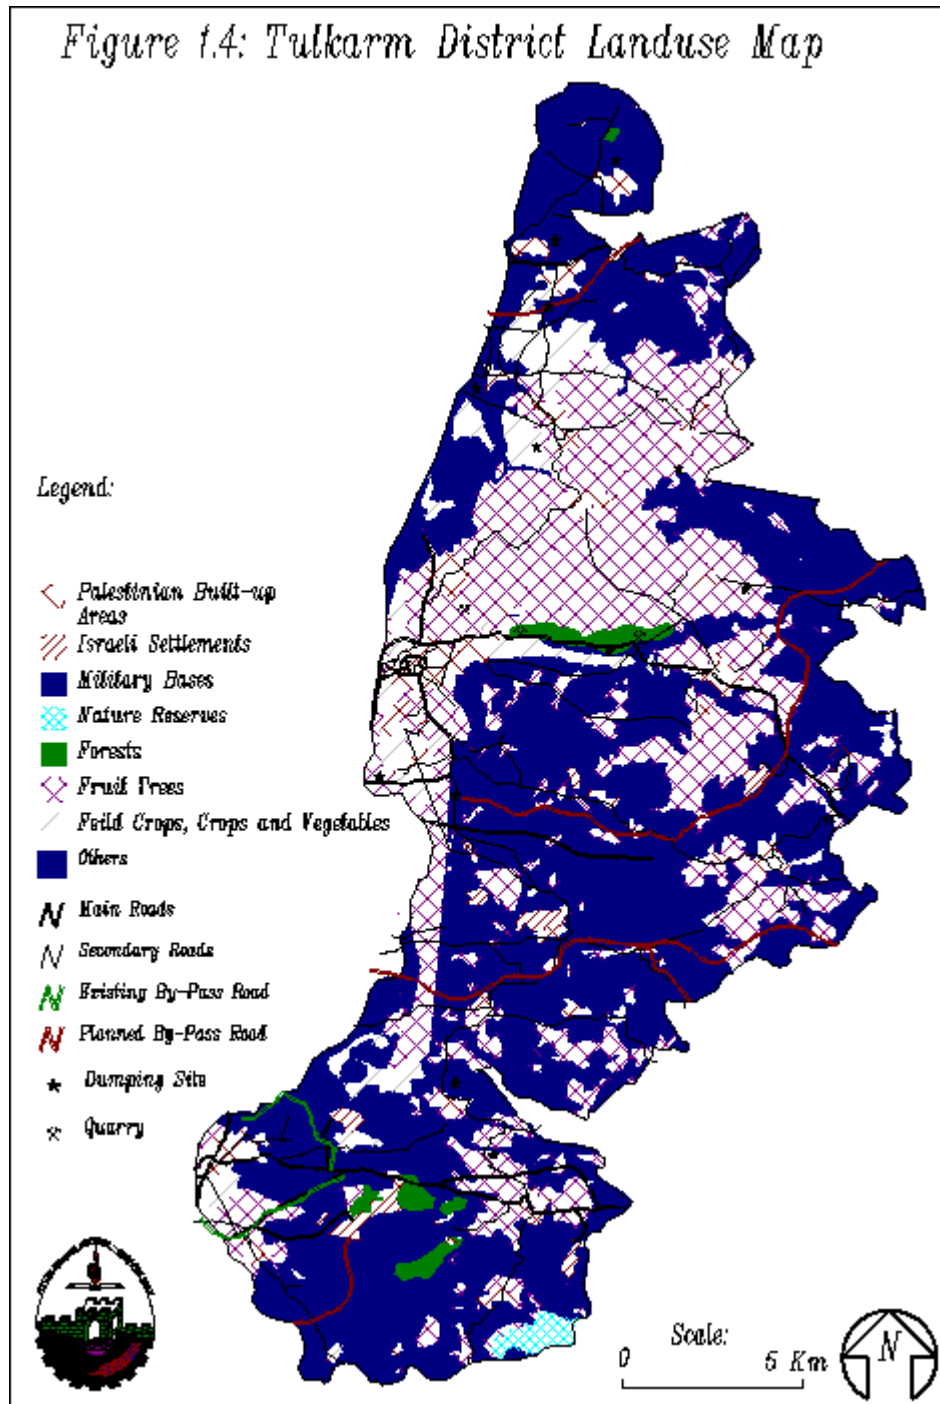 Figure 1.4: Tulkarm District Landuse Map
Legend:
Palestinian Built-up
Areas
Israeli Settlements
Military Bases
Nature Reserves
Forests
Fruit Trees
Feild Crops, Crops and Vegetables
Others
Main Roads
Secondary Roads
Existing By-Pass Road
Planned By-Pass Road
Dumping Site
Quarry
Scale:
0 5 Km
N